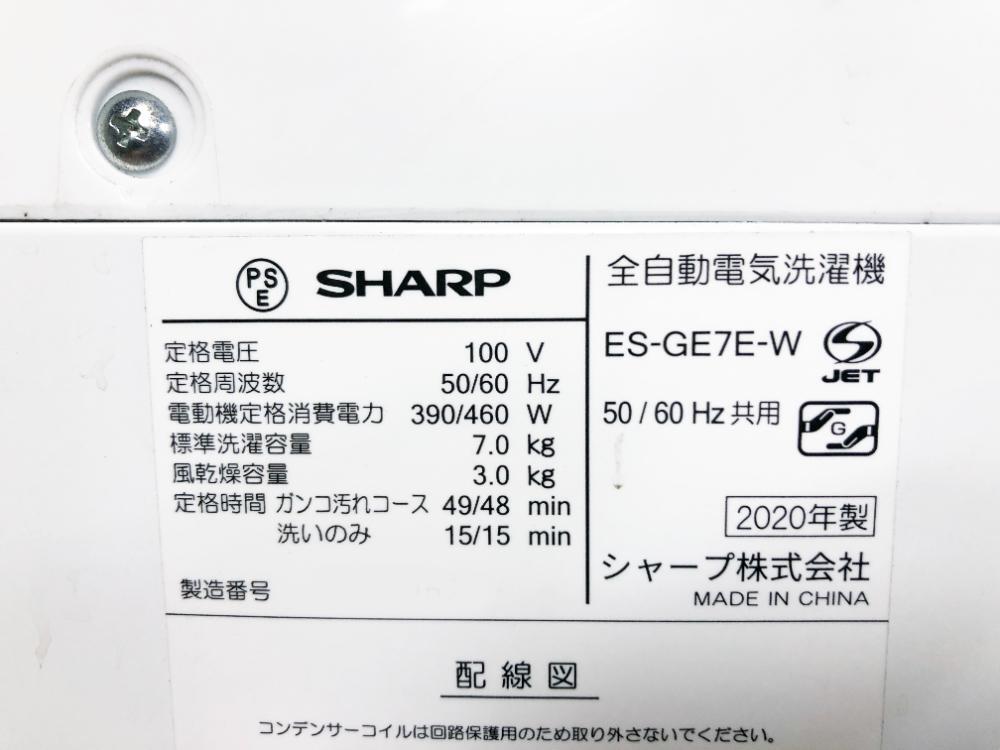 PSE SHARP
定格電圧 100 V
定格周波数 50/60 Hz
電動機定格消費電力 390/460 W
標準洗濯容量 7.0 kg
風乾燥容量 3.0 kg
定格時間 ガンコ汚れコース 49/48 min
洗いのみ 15/15 min
製造番号
全自動電気洗濯機
ES-GE7E-W
JET
50 / 60 Hz 共用
G
2020年製
シャープ株式会社
MADE IN CHINA
配線図
コンデンサーコイルは回路保護用のため取り外さないでください。